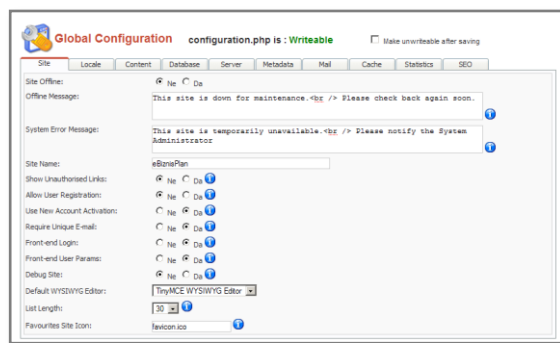 Global Configuration configuration.php is : Writeable Make unwriteable after saving
Site Locale Content Database Server Metadata Mail Cache Statistics SEO
Site Offline: Ne Da
Offline Message: This site is down for maintenance.<br /> Please check back again soon.
System Error Message: This site is temporarily unavailable.<br /> Please notify the System
Administrator
Site Name: eBiznisPlan
Show Unauthorised Links: Ne Da
Allow User Registration: Ne Da
Use New Account Activation: Ne Da
Require Unique E-mail: Ne Da
Front-end Login: Ne Da
Front-end User Params: Ne Da
Debug Site: Ne Da
Default WYSIWYG Editor: TinyMCE WYSIWYG Editor
List Length: 30
Favourites Site Icon: favicon.ico